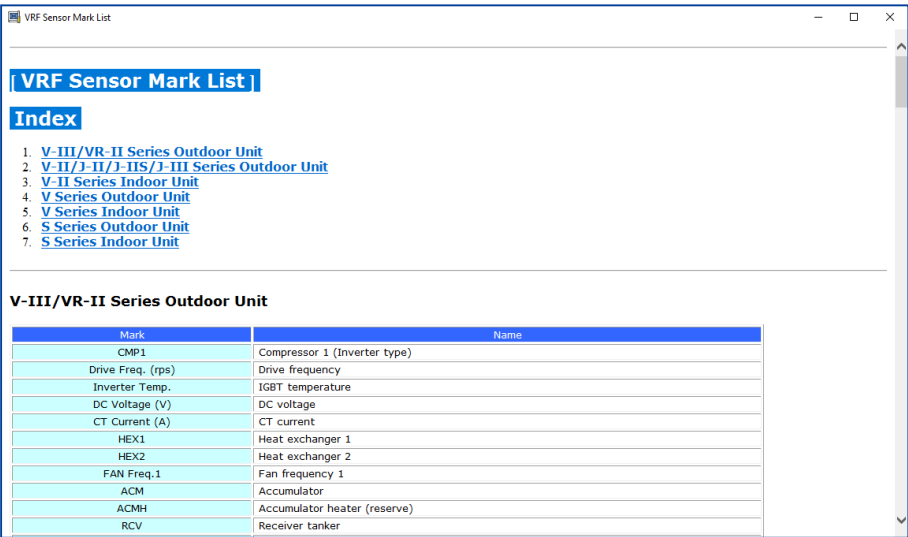 VRF Sensor Mark List
[ VRF Sensor Mark List ]
Index
1. V-III/VR-II Series Outdoor Unit
2. V-II/J-II/J-IIS/J-III Series Outdoor Unit
3. V-II Series Indoor Unit
4. V Series Outdoor Unit
5. V Series Indoor Unit
6. S Series Outdoor Unit
7. S Series Indoor Unit
V-III/VR-II Series Outdoor Unit
Mark Name
CMP1 Compressor 1 (Inverter type)
Drive Freq. (rps) Drive frequency
Inverter Temp. IGBT temperature
DC Voltage (V) DC voltage
CT Current (A) CT current
HEX1 Heat exchanger 1
HEX2 Heat exchanger 2
FAN Freq.1 Fan frequency 1
ACM Accumulator
ACMH Accumulator heater (reserve)
RCV Receiver tanker